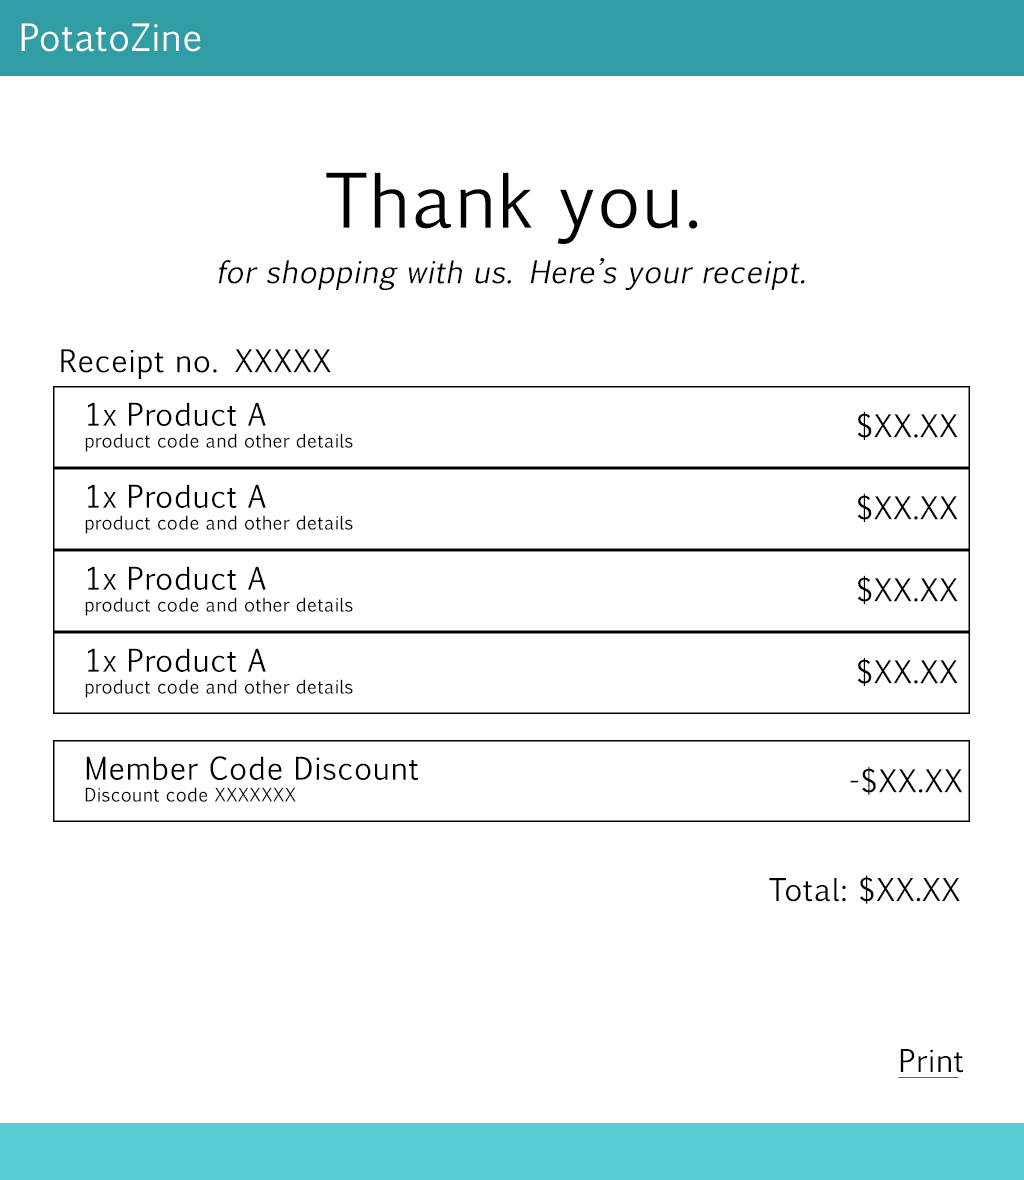 PotatoZine
Thank you.
for shopping with us. Here’s your receipt.
Receipt no. XXXXX
1x Product A
product code and other details
$XX.XX
1x Product A
product code and other details
$XX.XX
1x Product A
product code and other details
$XX.XX
1x Product A
product code and other details
$XX.XX
Member Code Discount
Discount code XXXXXXX
-$XX.XX
Total: $XX.XX
Print